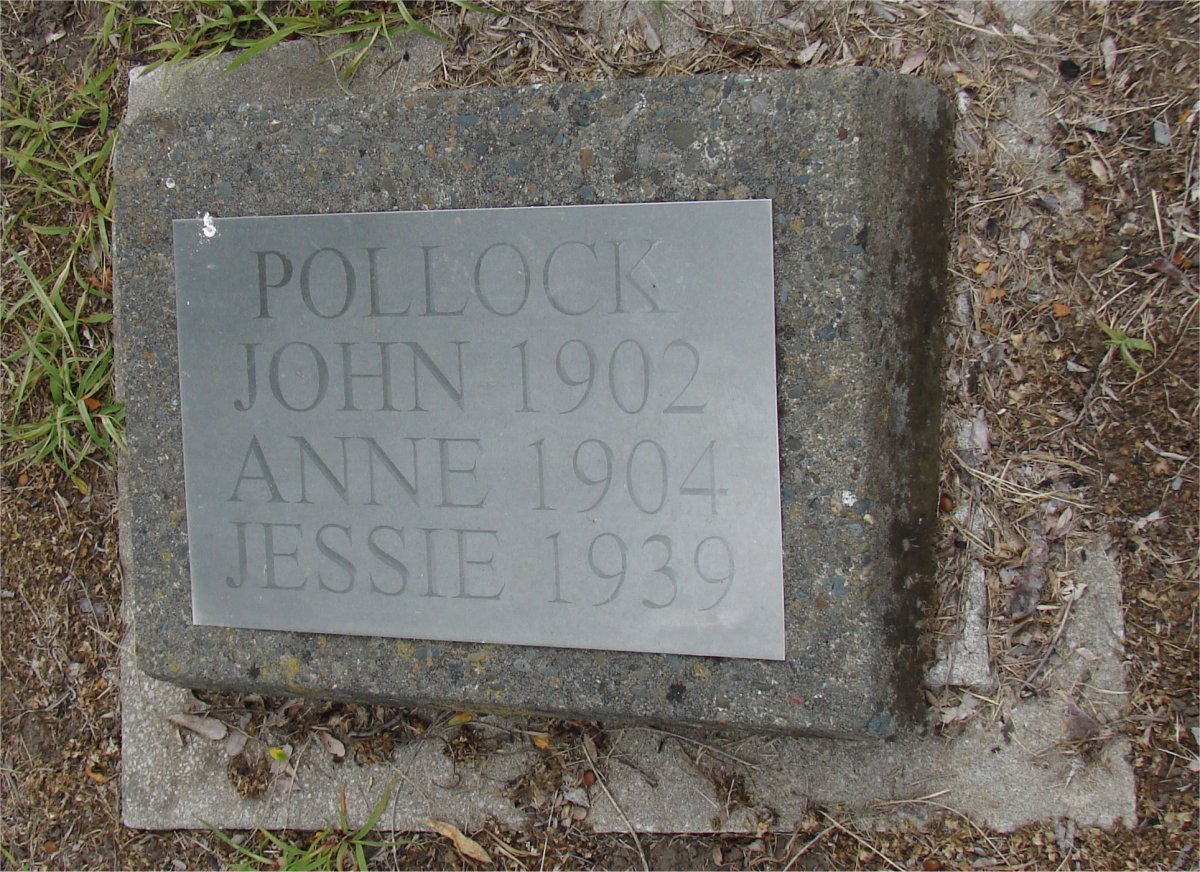 POLLOCK
JOHN 1902
ANNE 1904
JESSIE 1939